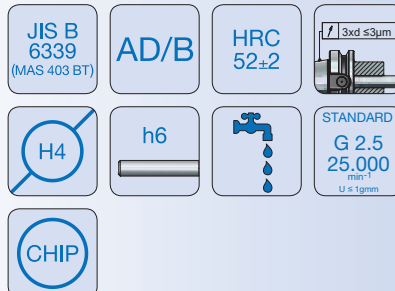 JIS B
6339
(MAS 403 BT)
AD/B
HRC
52±2
3xd ≤3µm
H4
h6
STANDARD
G 2.5
25.000
min-1
U ≤ 1gmm
CHIP